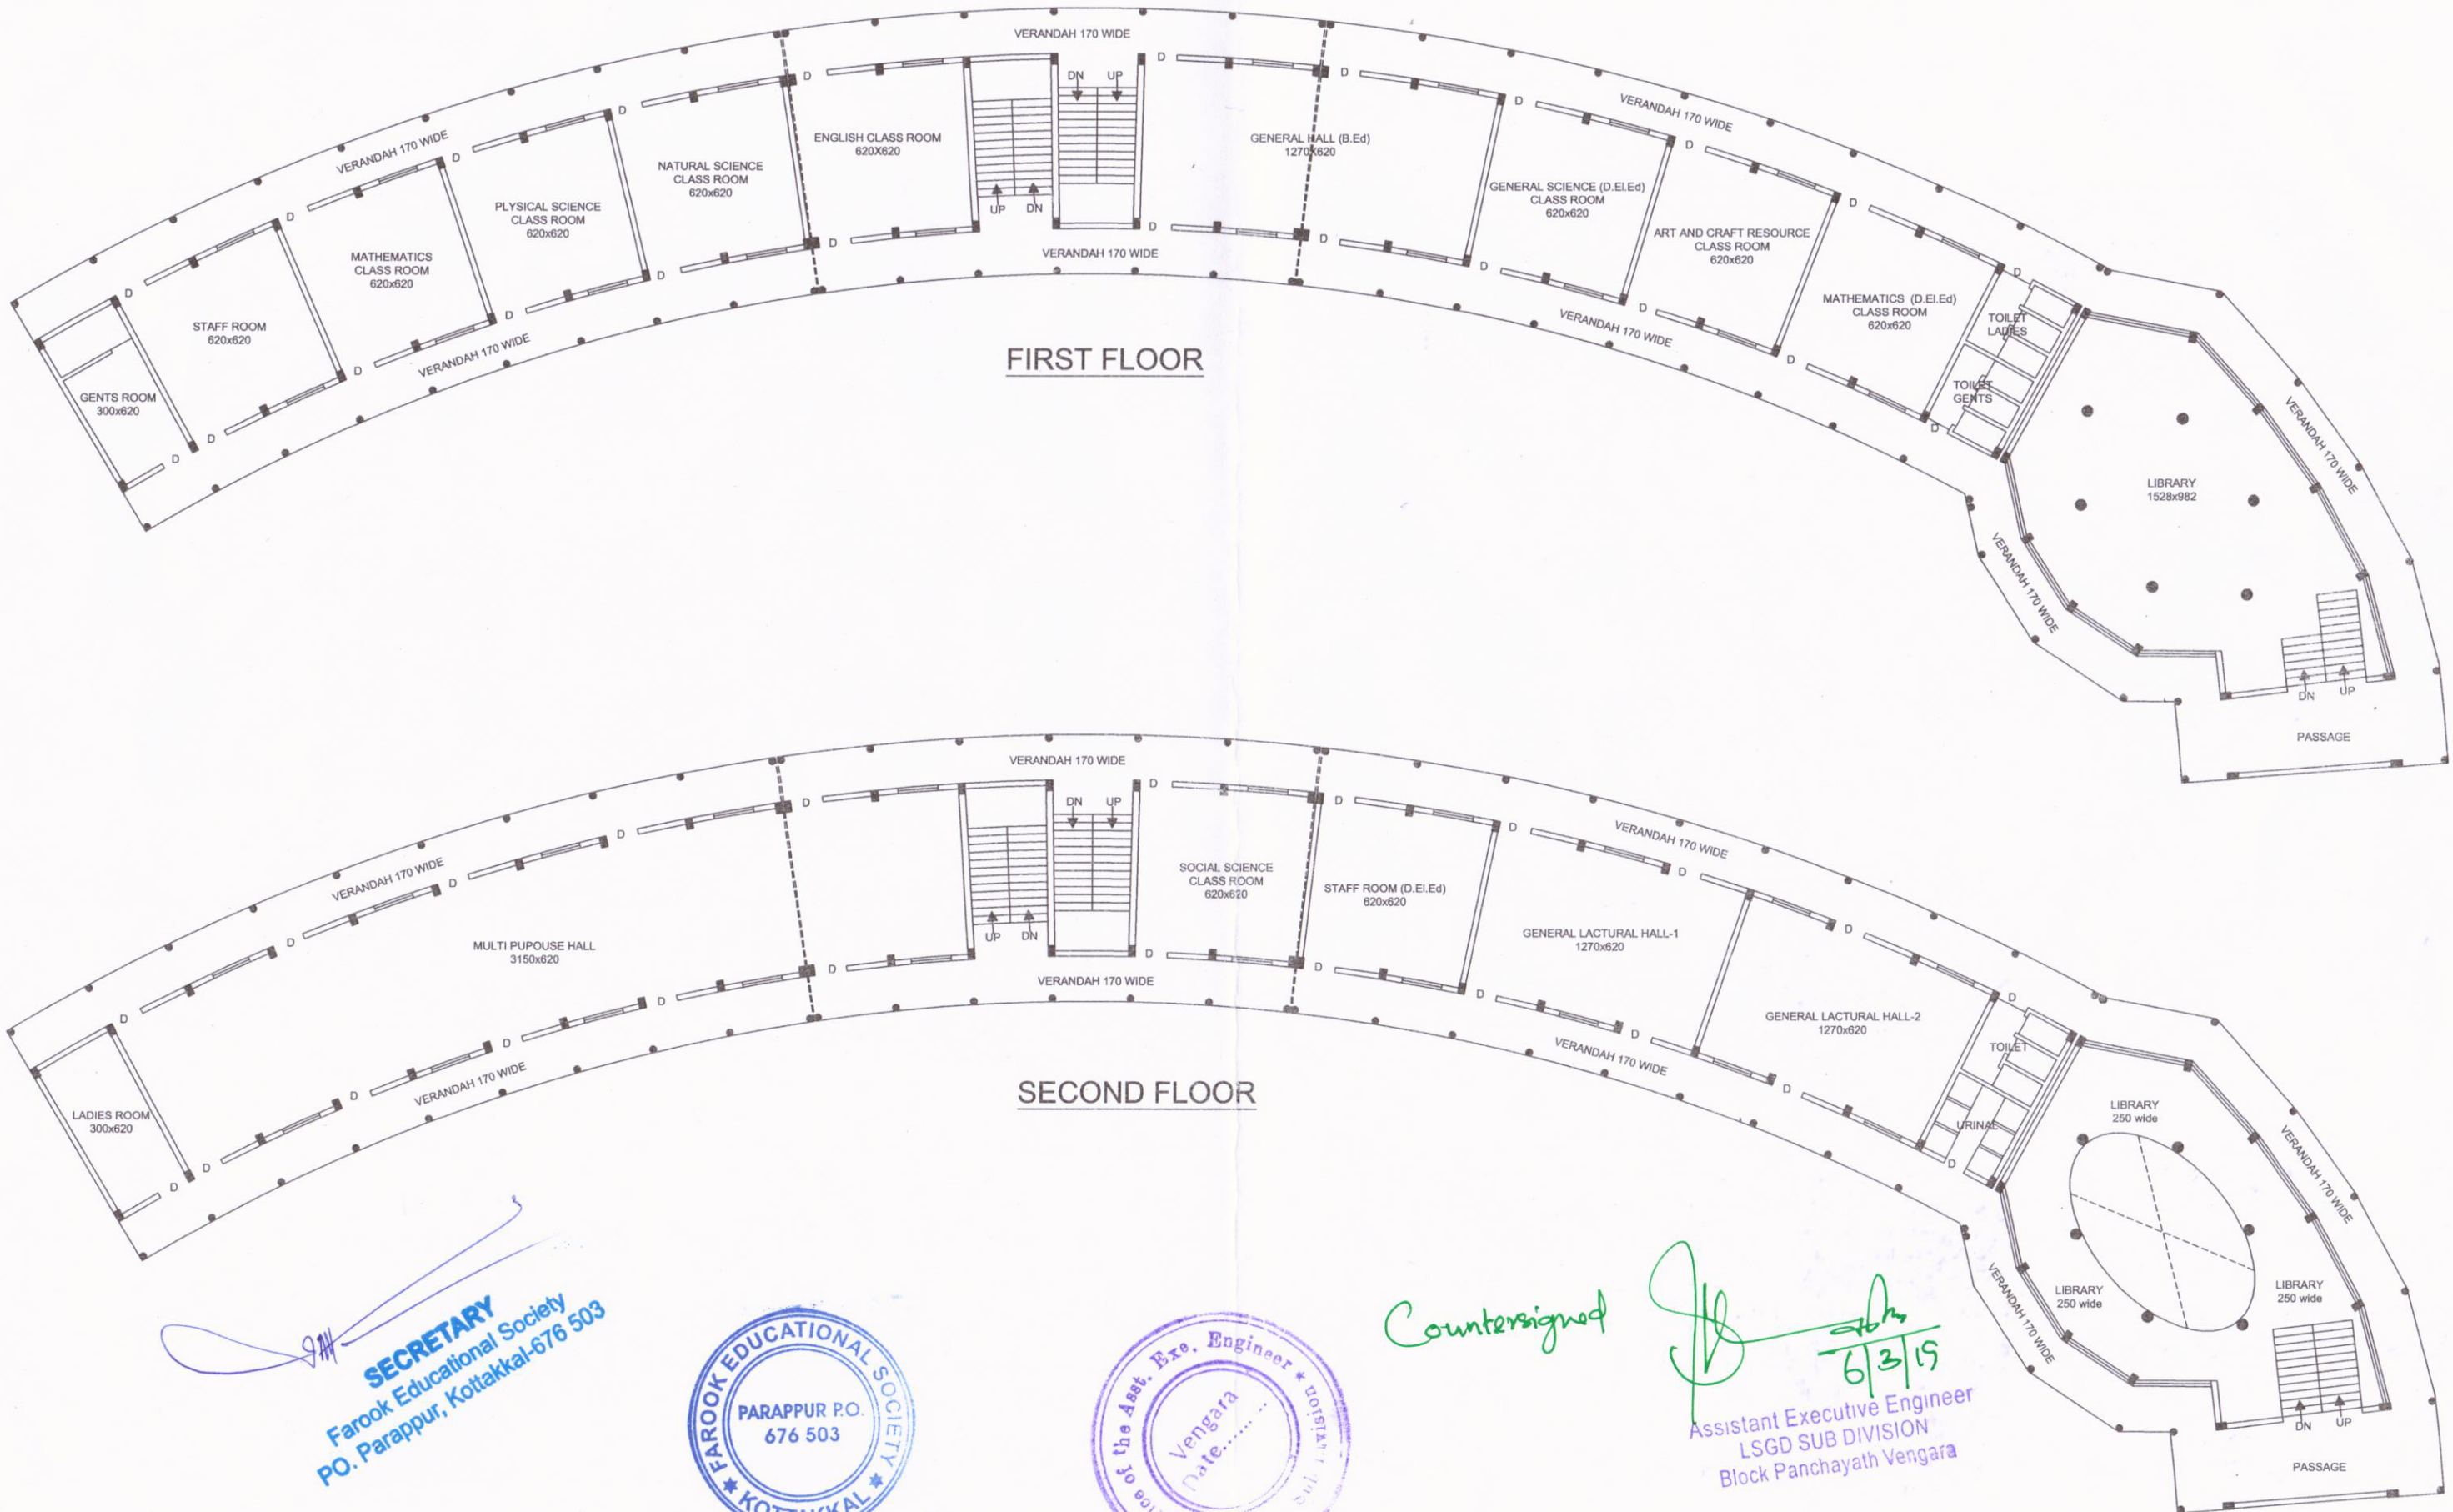 VERANDAH 170 WIDE
D
D
DN UP
D
D
VERANDAH 170 WIDE
D
VERANDAH 170 WIDE
D
ENGLISH CLASS ROOM
620X620
GENERAL HALL (B.Ed)
1270X620
D
D
NATURAL SCIENCE
CLASS ROOM
620x620
GENERAL SCIENCE (D.El.Ed)
CLASS ROOM
620x620
D
D
PLYSICAL SCIENCE
CLASS ROOM
620x620
UP DN
ART AND CRAFT RESOURCE
CLASS ROOM
620x620
D
D
MATHEMATICS
CLASS ROOM
620x620
D
D
D
VERANDAH 170 WIDE
D
D
D
STAFF ROOM
620x620
MATHEMATICS (D.El.Ed)
CLASS ROOM
620x620
D
D
TOILET
LADIES
VERANDAH 170 WIDE
VERANDAH 170 WIDE
FIRST FLOOR
D
D
TOILET
GENTS
GENTS ROOM
300x620
D
D
D
VERANDAH 170 WIDE
LIBRARY
1528x982
VERANDAH 170 WIDE
DN UP
PASSAGE
VERANDAH 170 WIDE
D
D
DN UP
D
D
VERANDAH 170 WIDE
D
VERANDAH 170 WIDE
D
SOCIAL SCIENCE
CLASS ROOM
620x620
D
D
STAFF ROOM (D.El.Ed)
620x620
D
UP DN
GENERAL LACTURAL HALL-1
1270x620
D
MULTI PUPOUSE HALL
3150x620
D
D
D
VERANDAH 170 WIDE
D
D
D
GENERAL LACTURAL HALL-2
1270x620
D
D
D
TOILET
VERANDAH 170 WIDE
VERANDAH 170 WIDE
SECOND FLOOR
D
D
LADIES ROOM
300x620
URINAL
LIBRARY
250 wide
D
D
D
VERANDAH 170 WIDE
LIBRARY
250 wide
LIBRARY
250 wide
VERANDAH 170 WIDE
DN UP
PASSAGE
SECRETARY
Farook Educational Society
PO. Parappur, Kottakkal-676 503
FAROOK EDUCATIONAL SOCIETY
PARAPPUR P.O.
676 503
KOTTAKKAL
Office of the Asst. Exe. Engineer
Vengara
Date.......
Countersigned
6/3/19
Assistant Executive Engineer
LSGD SUB DIVISION
Block Panchayath Vengara